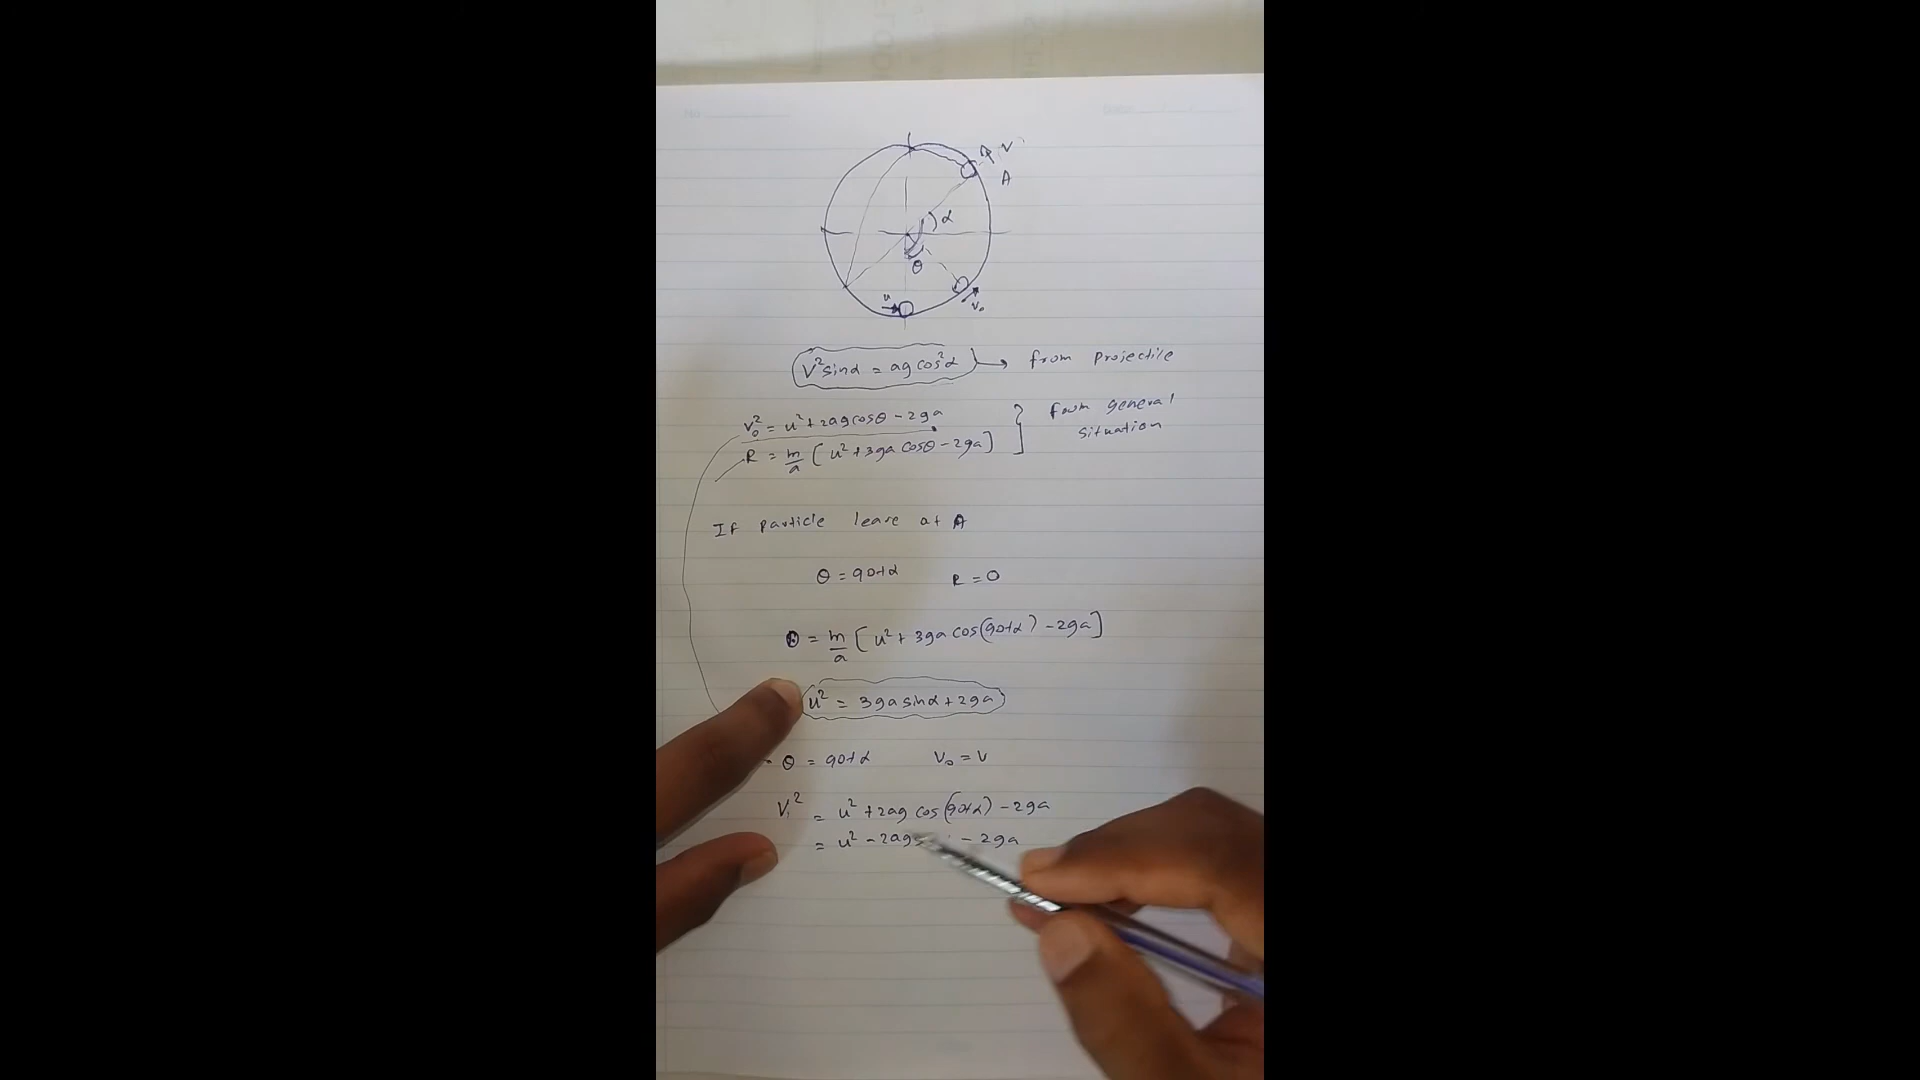 A v
A
α
θ
u
v₀
V²sinα = ag cos²α → from projectile
v₀² = u² + 2ag cosθ - 2ga
R = m/a [u² + 3ga cosθ - 2ga]
from general
situation
If particle leave at A
θ = 90+α R = 0
0 = m/a [u² + 3ga cos(90+α) - 2ga]
u² = 3ga sinα + 2ga
θ = 90+α V₀ = V
V₁² = u² + 2ag cos(90+α) - 2ga
= u² - 2ag - 2ga